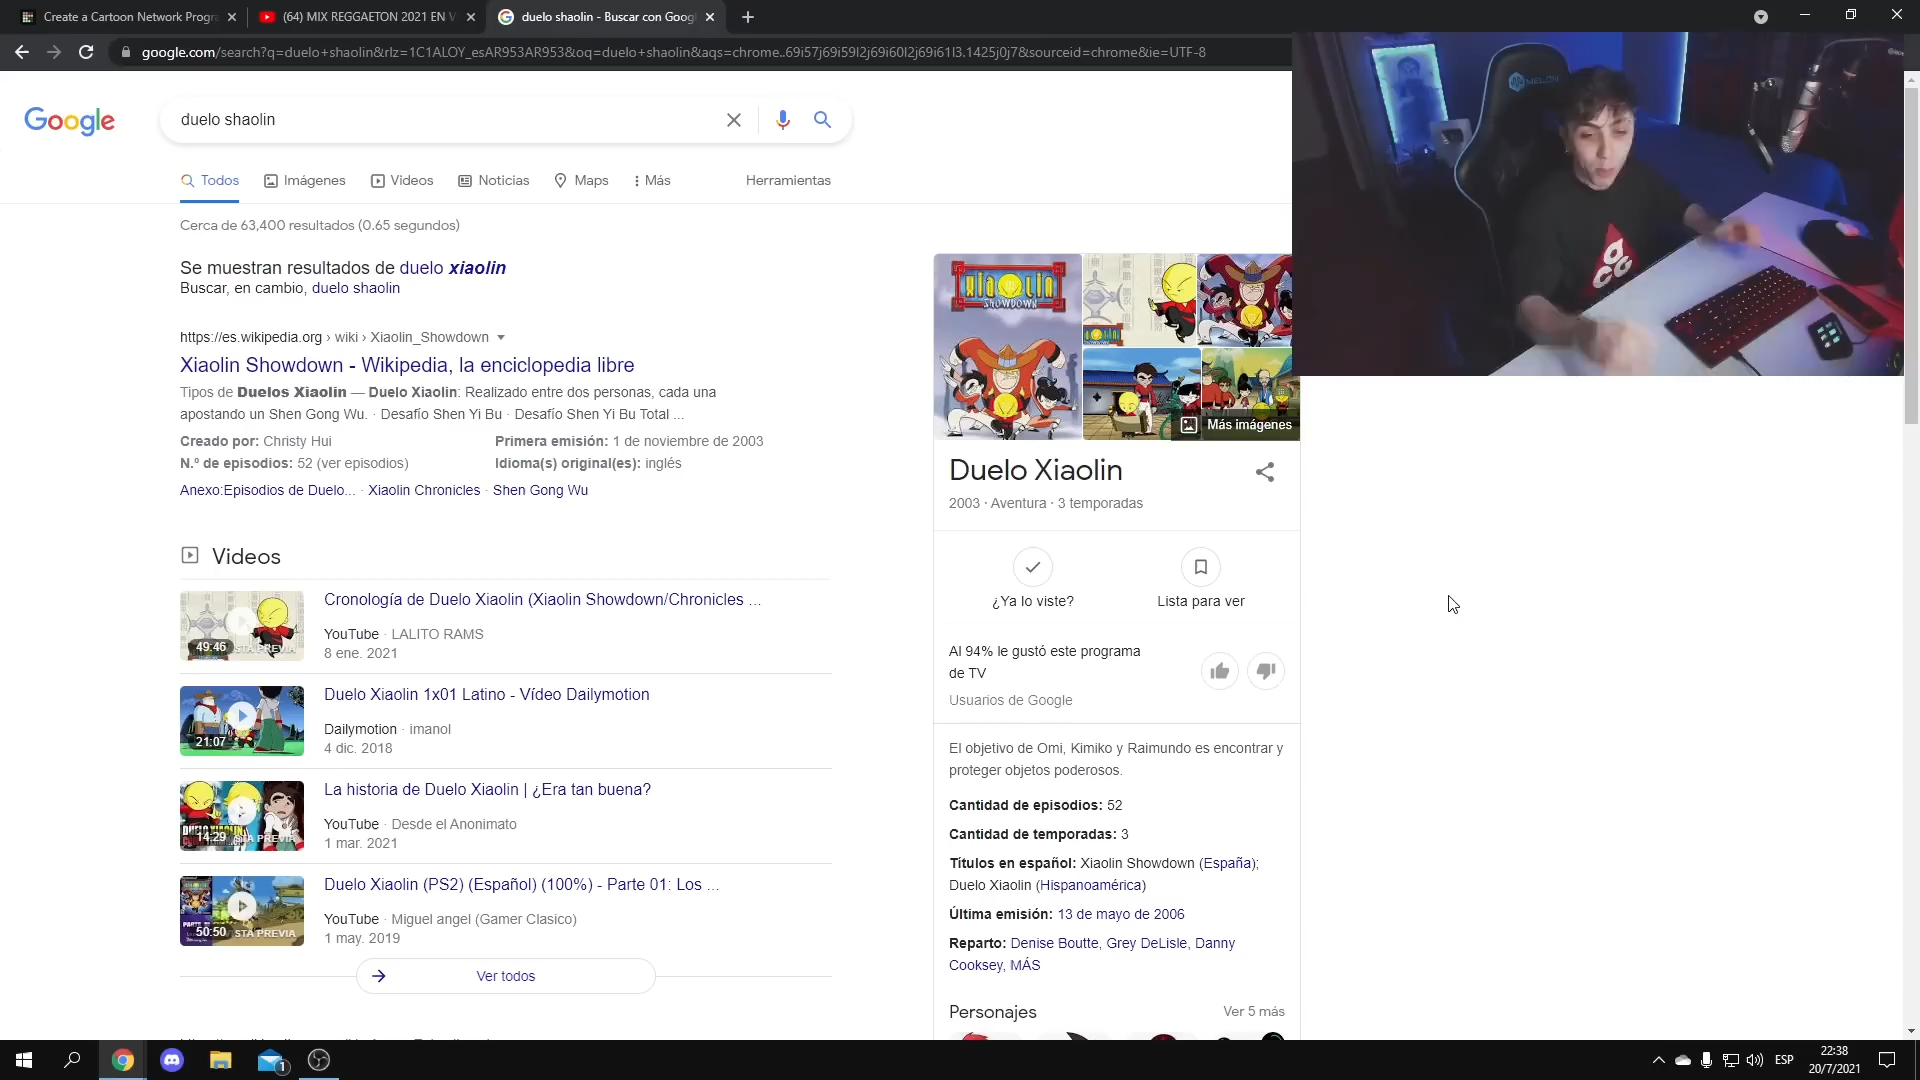 Create a Cartoon Network Progra
(64) MIX REGGAETON 2021 EN V
duelo shaolin - Buscar con Googl
google.com/search?q=duelo+shaolin&rlz=1C1ALOY_esAR953AR953&oq=duelo+shaolin&aqs=chrome..69i57j69i59l2j69i60l2j69i61l3.1425j0j7&sourceid=chrome&ie=UTF-8
MELON
Google
duelo shaolin
Todos
Imágenes
Videos
Noticias
Maps
Más
Herramientas
Cerca de 63,400 resultados (0.65 segundos)
Se muestran resultados de duelo xiaolin
Buscar, en cambio, duelo shaolin
https://es.wikipedia.org › wiki › Xiaolin_Showdown
Xiaolin Showdown - Wikipedia, la enciclopedia libre
Tipos de Duelos Xiaolin — Duelo Xiaolin: Realizado entre dos personas, cada una
apostando un Shen Gong Wu. · Desafío Shen Yi Bu · Desafío Shen Yi Bu Total ...
Creado por: Christy Hui
Primera emisión: 1 de noviembre de 2003
N.º de episodios: 52 (ver episodios)
Idioma(s) original(es): inglés
Anexo:Episodios de Duelo... · Xiaolin Chronicles · Shen Gong Wu
Videos
49:46
STA PREVIA
Cronología de Duelo Xiaolin (Xiaolin Showdown/Chronicles ...
YouTube · LALITO RAMS
8 ene. 2021
21:07
Duelo Xiaolin 1x01 Latino - Vídeo Dailymotion
Dailymotion · imanol
4 dic. 2018
14:29
STA PREVIA
La historia de Duelo Xiaolin | ¿Era tan buena?
YouTube · Desde el Anonimato
1 mar. 2021
50:50
STA PREVIA
Duelo Xiaolin (PS2) (Español) (100%) - Parte 01: Los ...
YouTube · Miguel angel (Gamer Clasico)
1 may. 2019
Ver todos
XIAOLIN
SHOWDOWN
Más imágenes
Duelo Xiaolin
2003 · Aventura · 3 temporadas
¿Ya lo viste?
Lista para ver
Al 94% le gustó este programa
de TV
Usuarios de Google
El objetivo de Omi, Kimiko y Raimundo es encontrar y
proteger objetos poderosos.
Cantidad de episodios: 52
Cantidad de temporadas: 3
Títulos en español: Xiaolin Showdown (España);
Duelo Xiaolin (Hispanoamérica)
Última emisión: 13 de mayo de 2006
Reparto: Denise Boutte, Grey DeLisle, Danny
Cooksey, MÁS
Personajes
Ver 5 más
1
ESP
22:38
20/7/2021